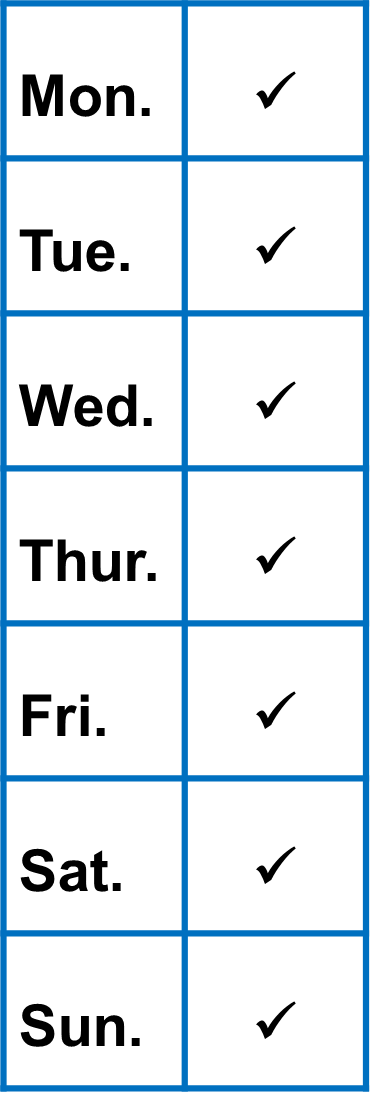 Mon. ✓
Tue. ✓
Wed. ✓
Thur. ✓
Fri. ✓
Sat. ✓
Sun. ✓